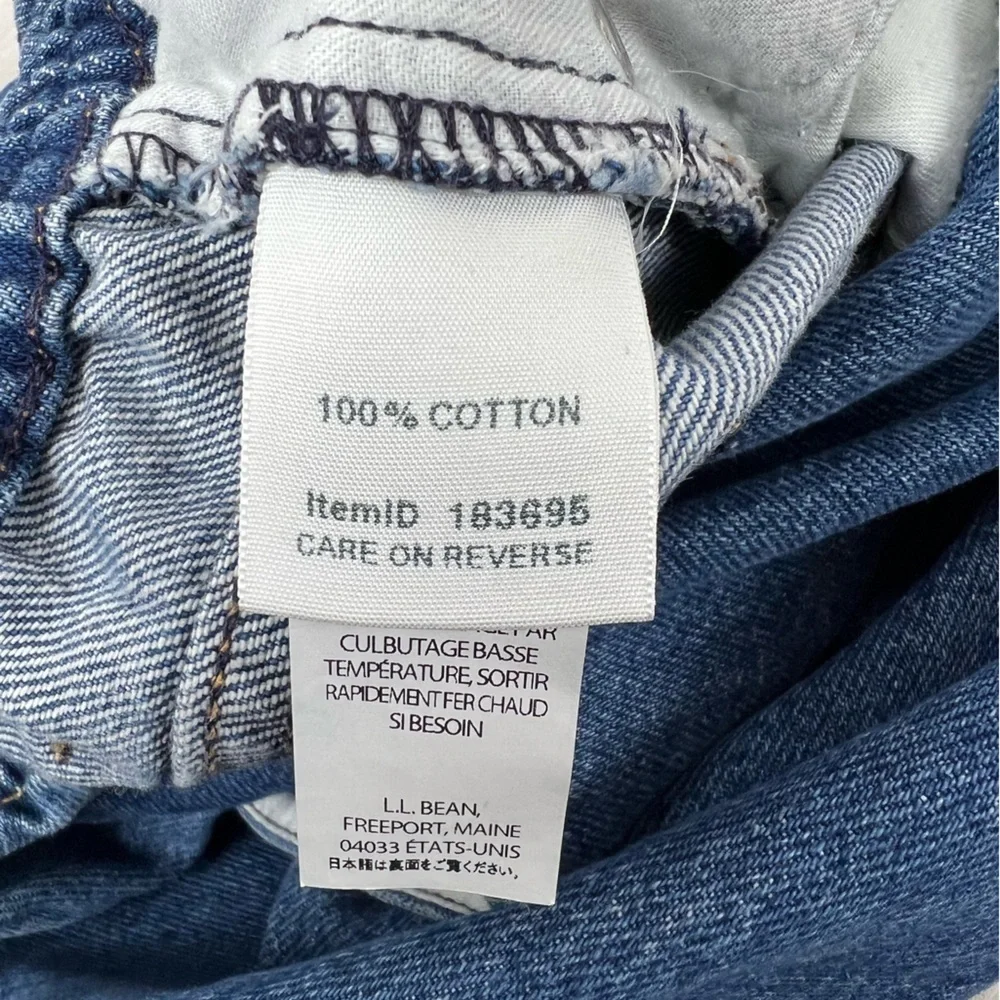 100% COTTON
ItemID 183695
CARE ON REVERSE
PAR
CULBUTAGE BASSE
TEMPÉRATURE, SORTIR
RAPIDEMENT FER CHAUD
SI BESOIN
L.L. BEAN,
FREEPORT, MAINE
04033 ÉTATS-UNIS
日本語は裏面をご覧ください。